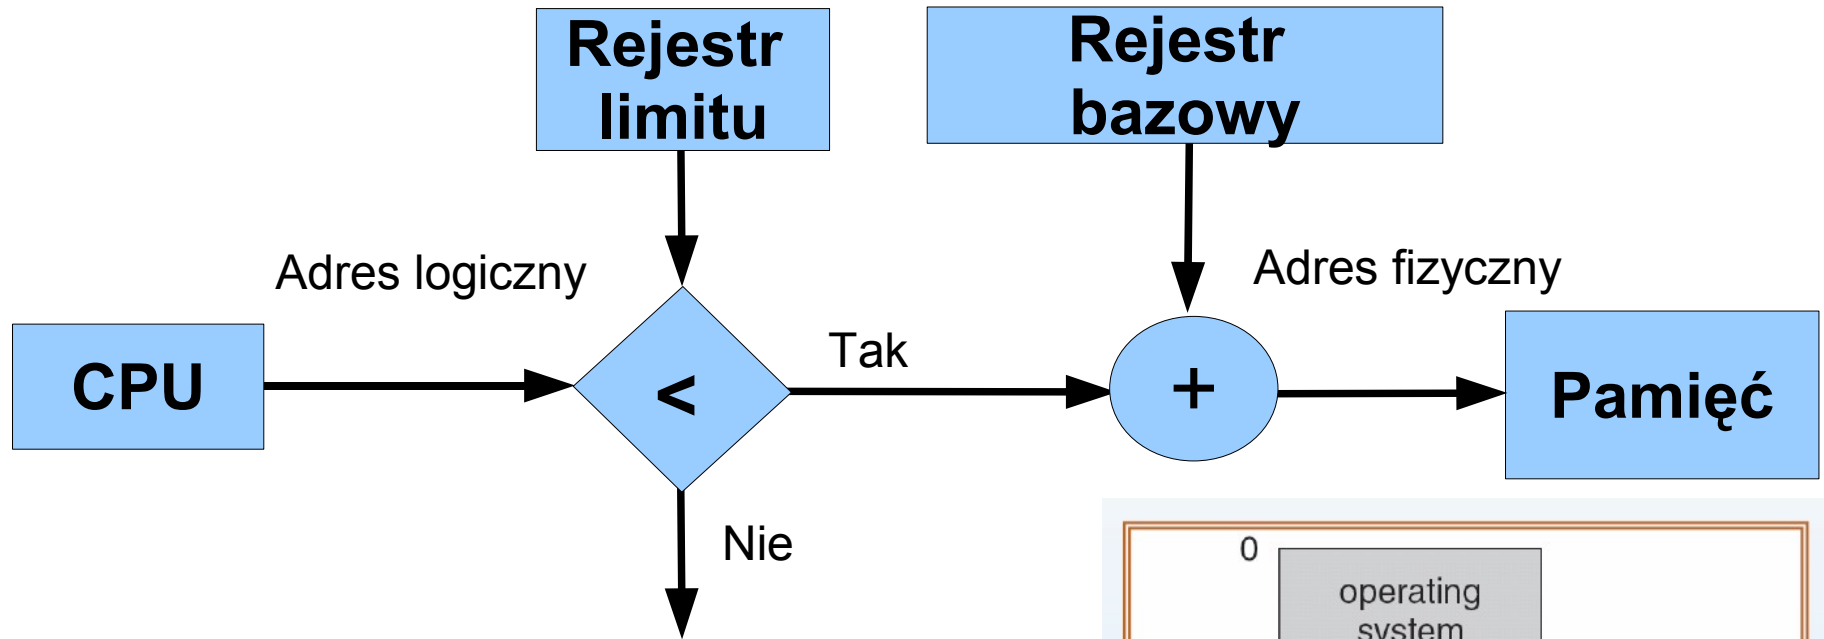 Rejestr
limitu
Rejestr
bazowy
Adres logiczny
Adres fizyczny
CPU
<
Tak
+
Pamięć
Nie
0
operating
system